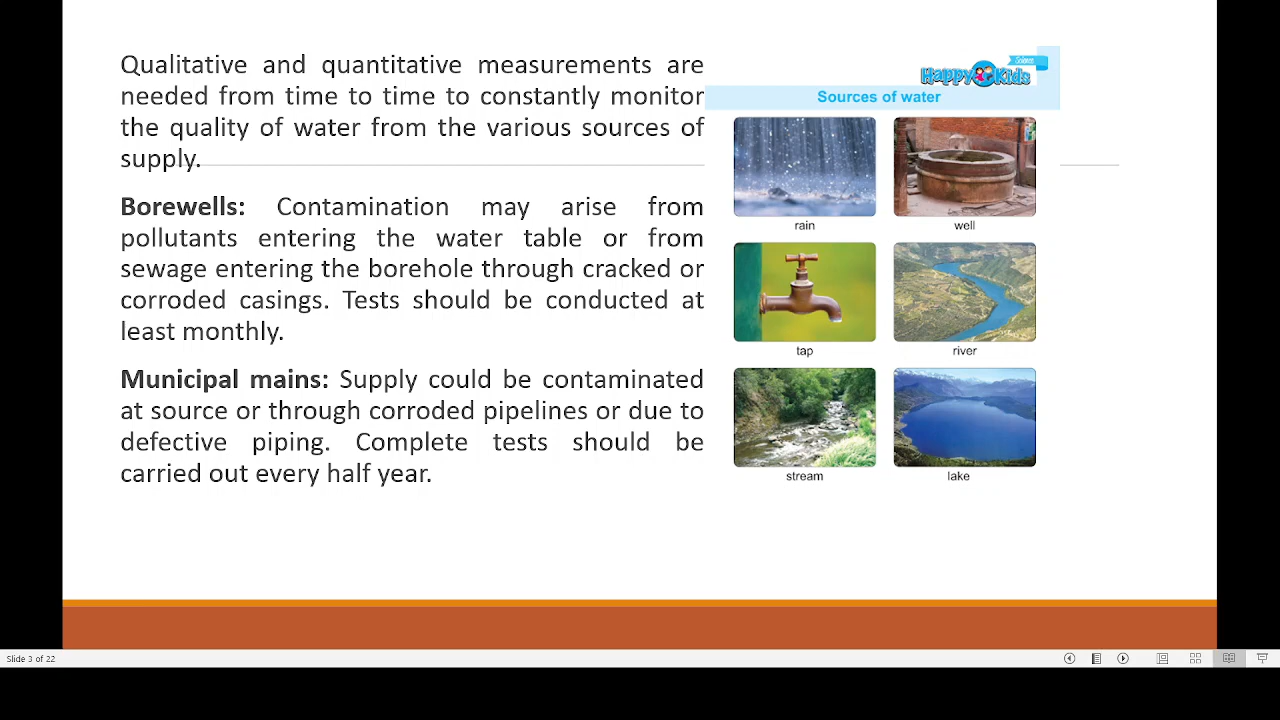 Qualitative and quantitative measurements are
needed from time to time to constantly monitor
the quality of water from the various sources of
supply.
Borewells: Contamination may arise from
pollutants entering the water table or from
sewage entering the borehole through cracked or
corroded casings. Tests should be conducted at
least monthly.
Municipal mains: Supply could be contaminated
at source or through corroded pipelines or due to
defective piping. Complete tests should be
carried out every half year.
Science
Happy Kids
Sources of water
rain
well
tap
river
stream
lake
Slide 3 of 22